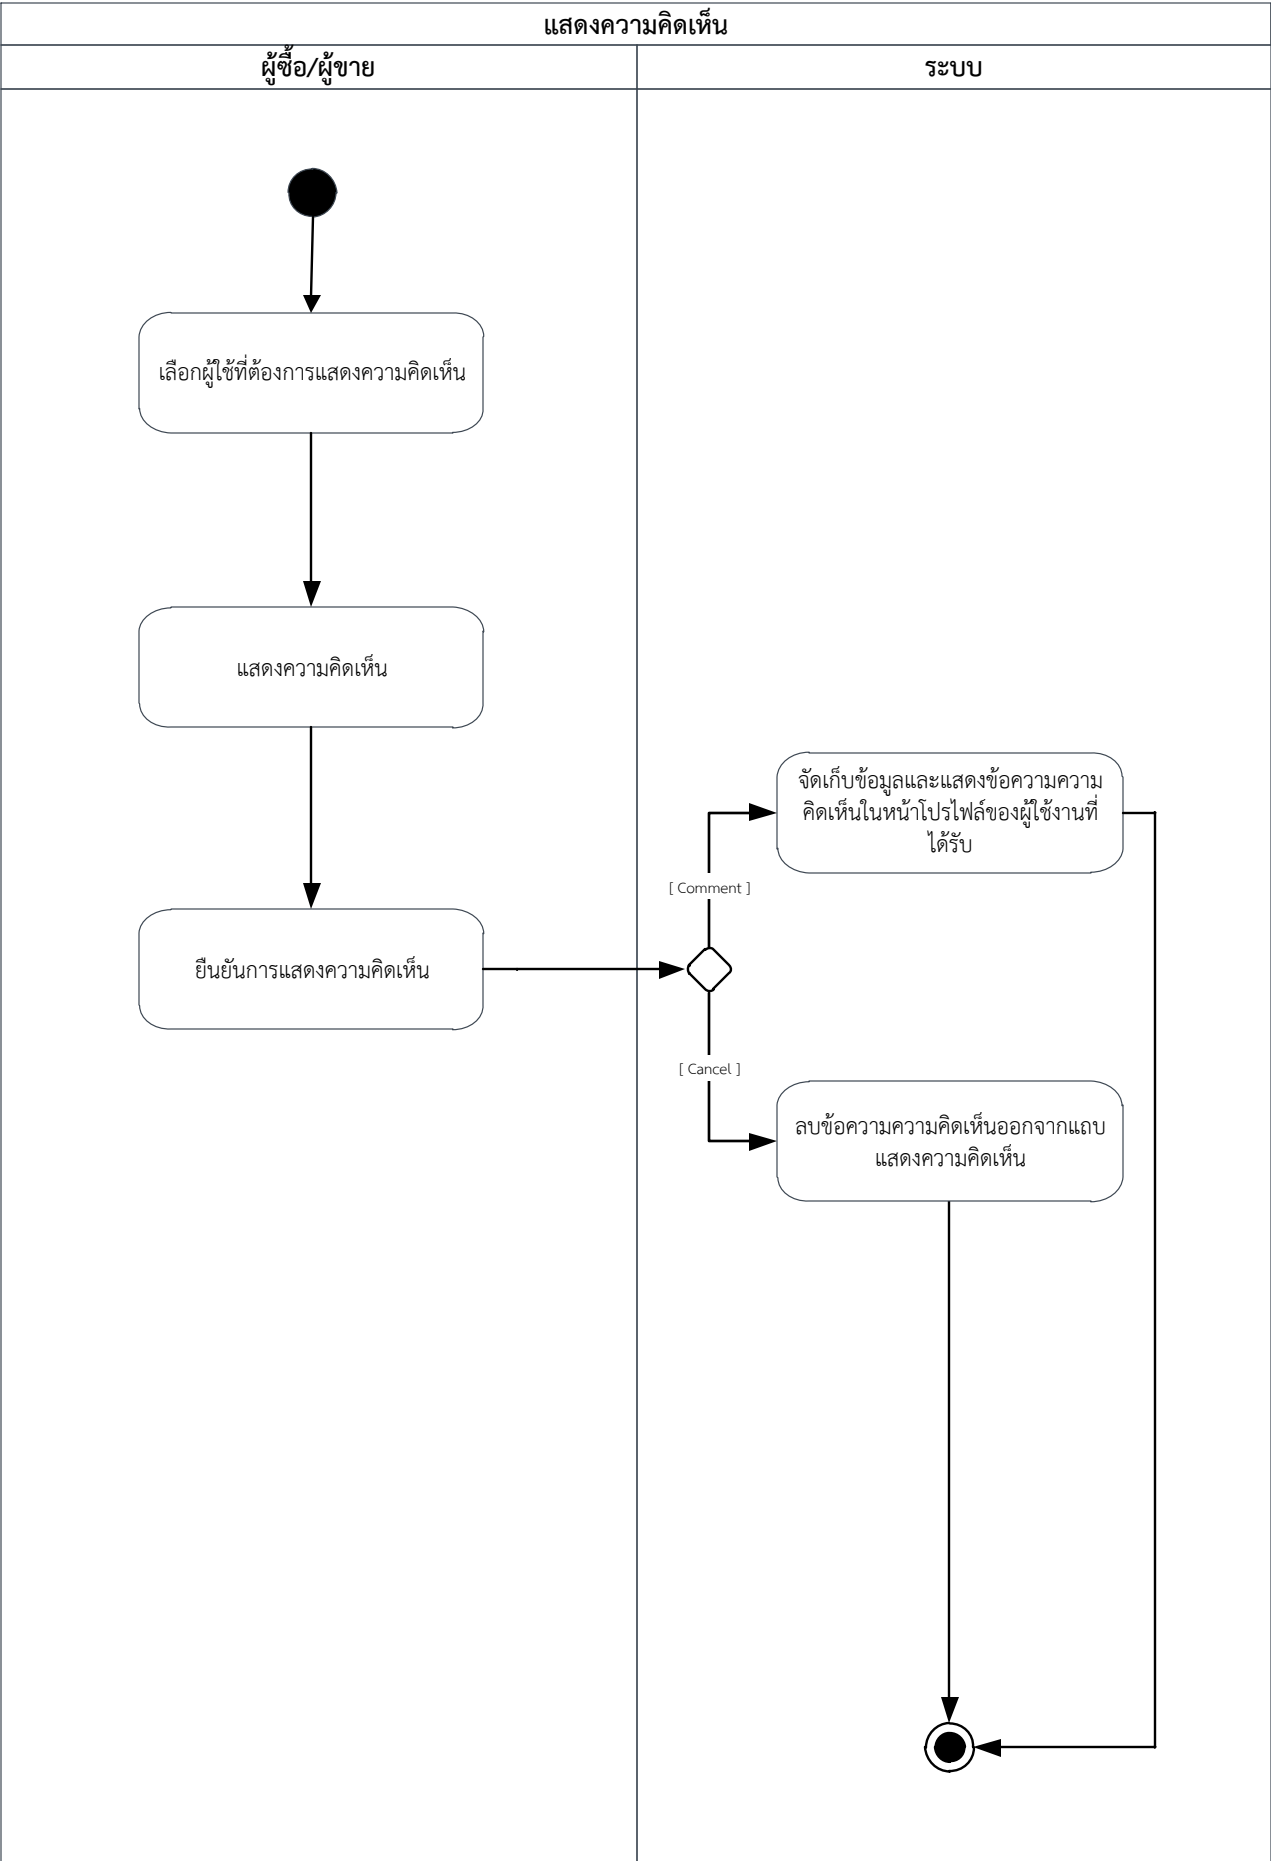 แสดงความคิดเห็น
ผู้ซื้อ/ผู้ขาย
ระบบ
เลือกผู้ใช้ที่ต้องการแสดงความคิดเห็น
แสดงความคิดเห็น
จัดเก็บข้อมูลและแสดงข้อความความ
คิดเห็นในหน้าโปรไฟล์ของผู้ใช้งานที่
ได้รับ
[ Comment ]
ยืนยันการแสดงความคิดเห็น
[ Cancel ]
ลบข้อความความคิดเห็นออกจากแถบ
แสดงความคิดเห็น